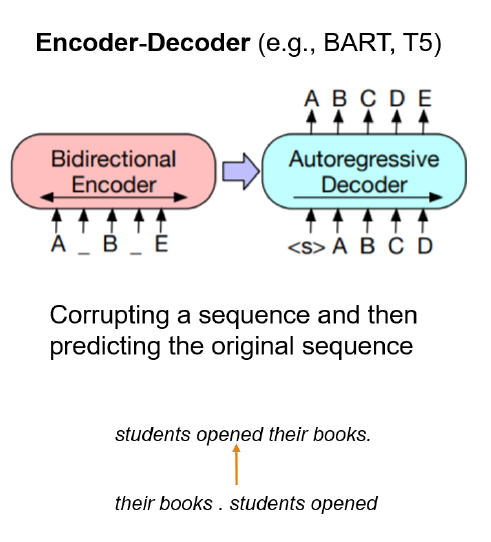 Encoder-Decoder (e.g., BART, T5)
A B C D E
Bidirectional
Encoder
Autoregressive
Decoder
A _ B _ E
<s> A B C D
Corrupting a sequence and then
predicting the original sequence
students opened their books.
their books . students opened